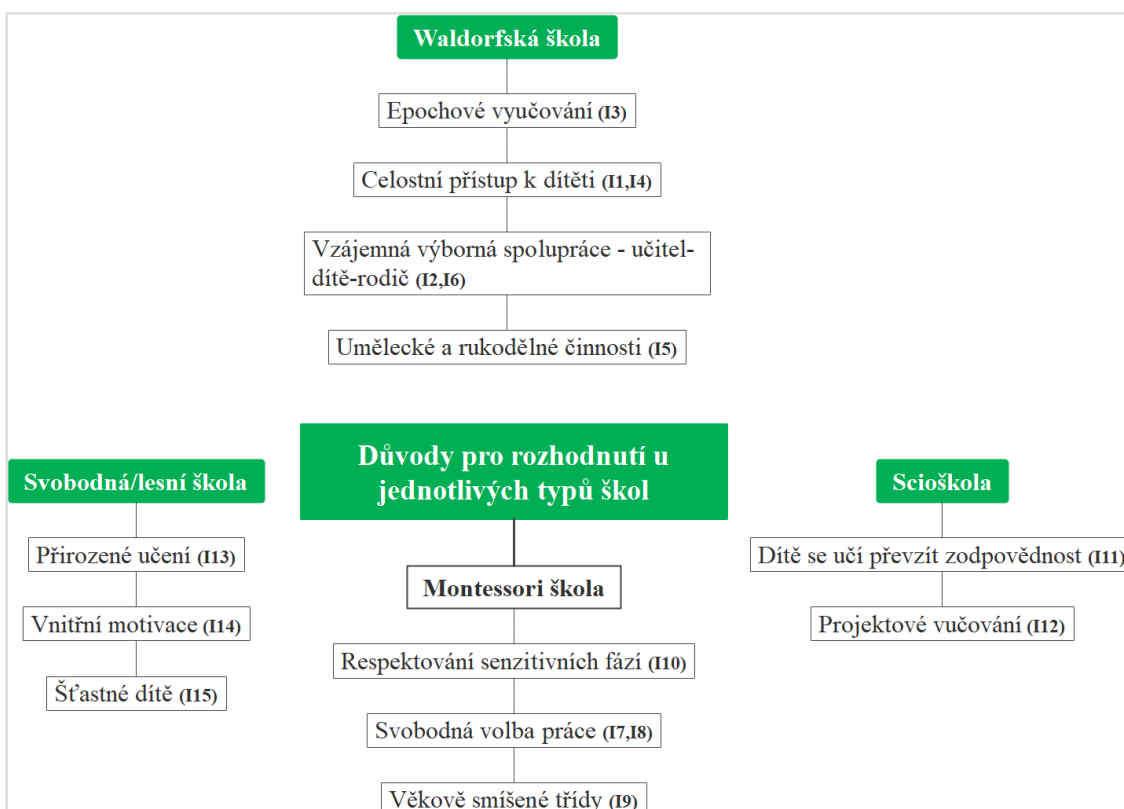 Waldorfská škola
Epochové vyučování (I3)
Celostní přístup k dítěti (I1,I4)
Vzájemná výborná spolupráce - učitel-
dítě-rodič (I2,I6)
Umělecké a rukodělné činnosti (I5)
Důvody pro rozhodnutí u
jednotlivých typů škol
Svobodná/lesní škola
Přirozené učení (I13)
Vnitřní motivace (I14)
Šťastné dítě (I15)
Montessori škola
Respektování senzitivních fází (I10)
Svobodná volba práce (I7,I8)
Věkově smíšené třídy (I9)
Scioškola
Dítě se učí převzít zodpovědnost (I11)
Projektové vučování (I12)